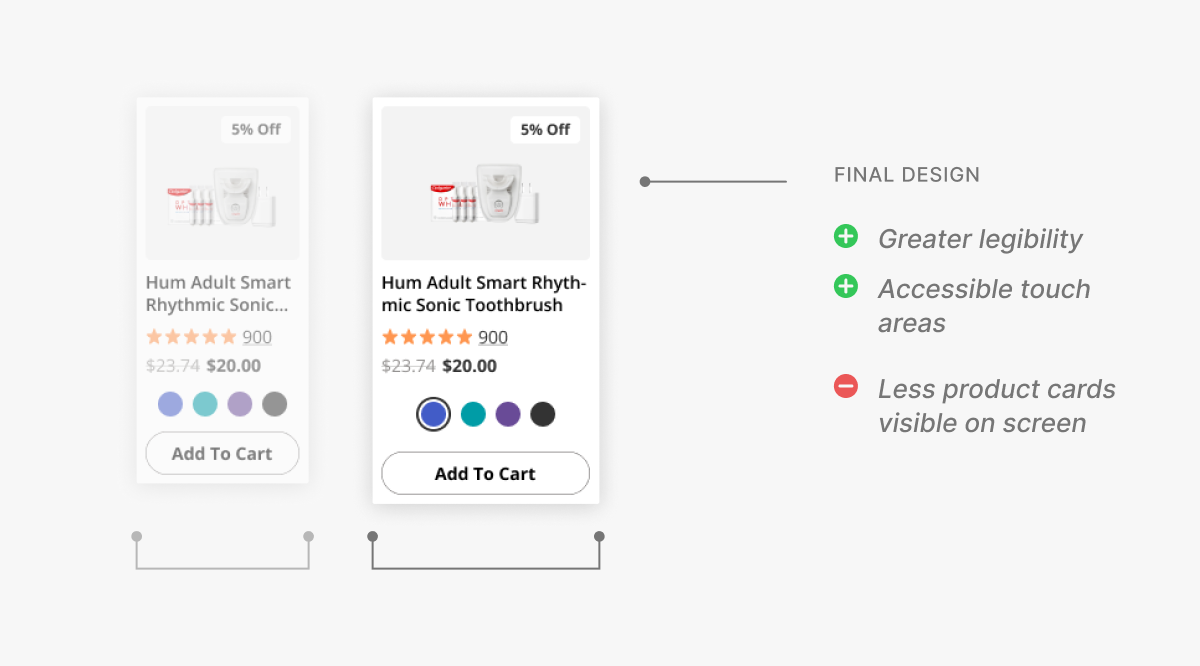 5% Off
Hum Adult Smart
Rhythmic Sonic...
900
$23.74 $20.00
Add To Cart
5% Off
Hum Adult Smart Rhyth-
mic Sonic Toothbrush
900
$23.74 $20.00
Add To Cart
FINAL DESIGN
Greater legibility
Accessible touch
areas
Less product cards
visible on screen